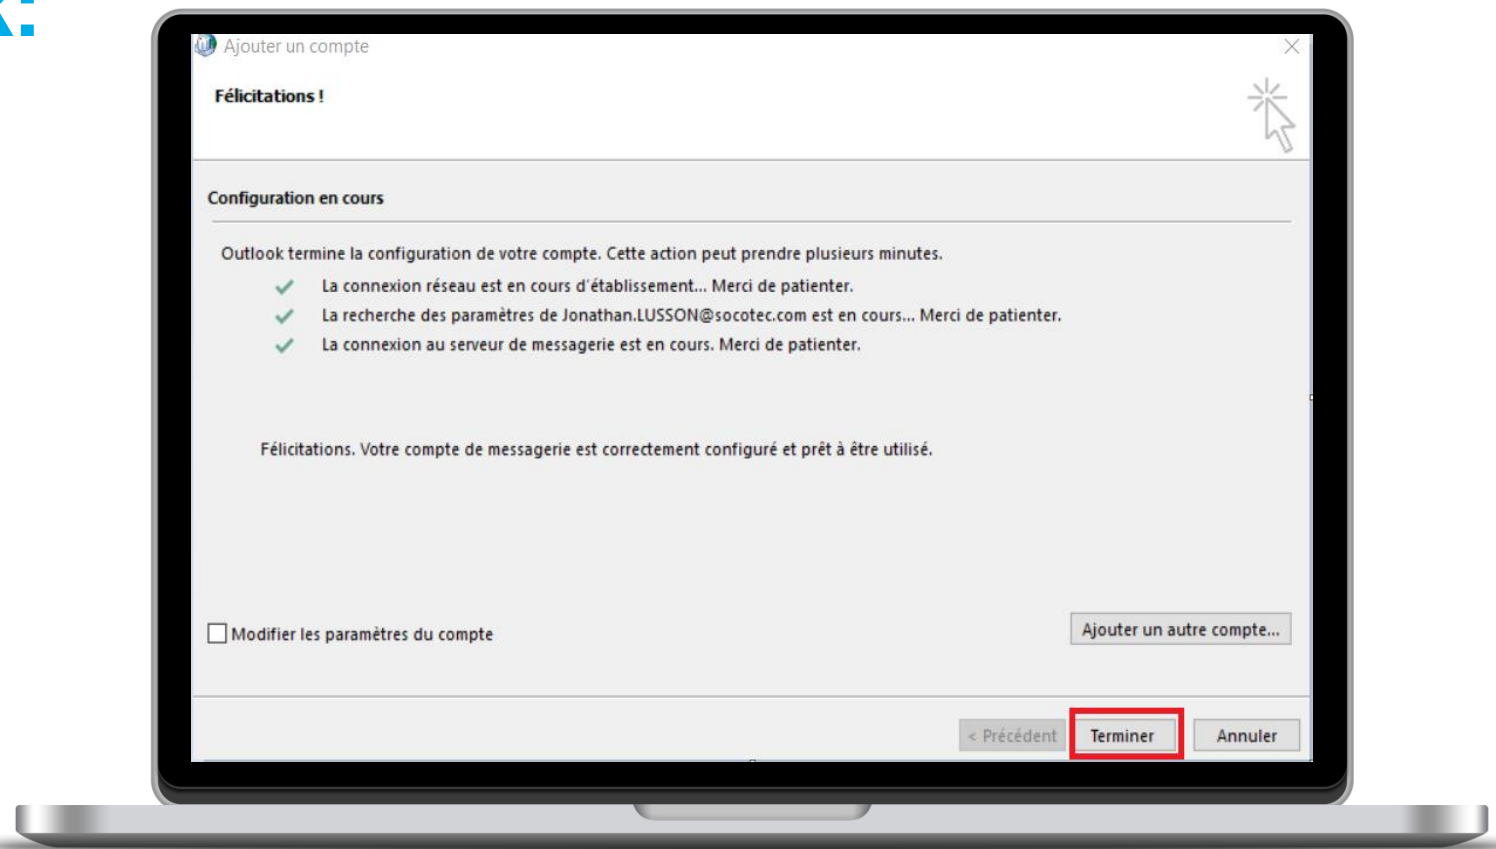 Ajouter un compte
Félicitations !
Configuration en cours
Outlook termine la configuration de votre compte. Cette action peut prendre plusieurs minutes.
La connexion réseau est en cours d'établissement... Merci de patienter.
La recherche des paramètres de Jonathan.LUSSON@socotec.com est en cours... Merci de patienter.
La connexion au serveur de messagerie est en cours. Merci de patienter.
Félicitations. Votre compte de messagerie est correctement configuré et prêt à être utilisé.
Modifier les paramètres du compte
Ajouter un autre compte...
< Précédent
Terminer
Annuler